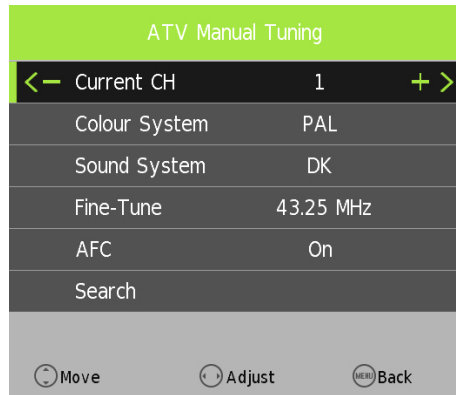 ATV Manual Tuning
Current CH 1
Colour System PAL
Sound System DK
Fine-Tune 43.25 MHz
AFC On
Search
Move Adjust MENU Back